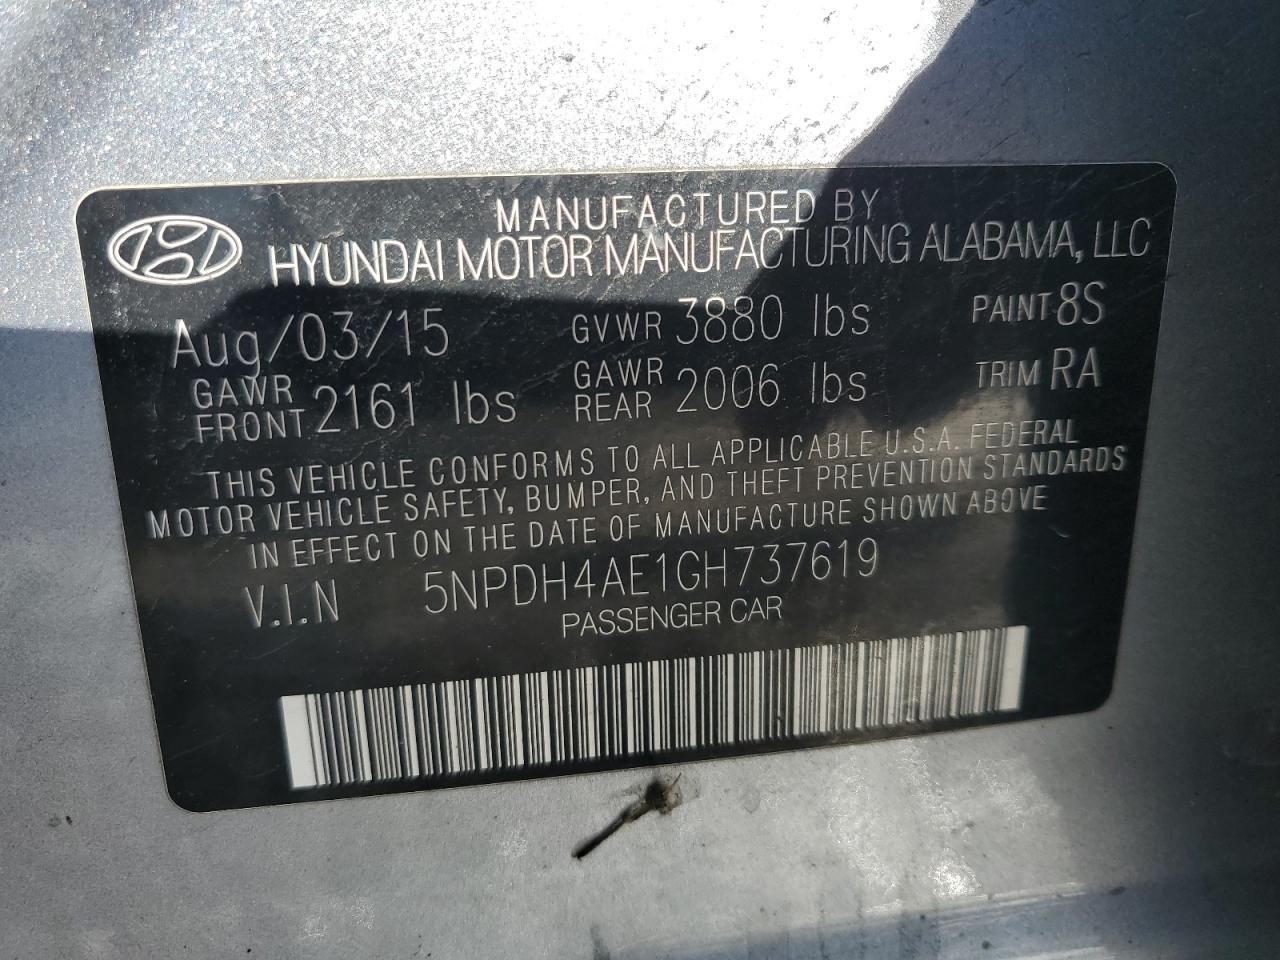 MANUFACTURED BY
HYUNDAI MOTOR MANUFACTURING ALABAMA, LLC
Aug/03/15 GVWR 3880 lbs PAINT 8S
GAWR FRONT 2161 lbs GAWR REAR 2006 lbs TRIM RA
THIS VEHICLE CONFORMS TO ALL APPLICABLE U.S.A. FEDERAL
MOTOR VEHICLE SAFETY, BUMPER, AND THEFT PREVENTION STANDARDS
IN EFFECT ON THE DATE OF MANUFACTURE SHOWN ABOVE
V.I.N 5NPDH4AE1GH737619
PASSENGER CAR